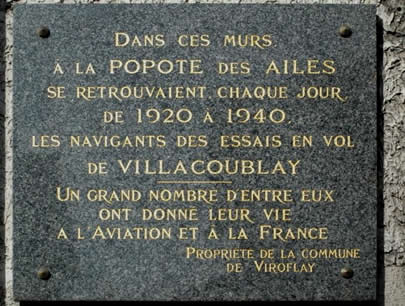 DANS CES MURS
À LA POPOTE DES AILES
SE RETROUVAIENT CHAQUE JOUR
DE 1920 À 1940
LES NAVIGANTS DES ESSAIS EN VOL
DE VILLACOUBLAY
UN GRAND NOMBRE D'ENTRE EUX
ONT DONNÉ LEUR VIE
A L'AVIATION ET À LA FRANCE
PROPRIÉTÉ DE LA COMMUNE
DE VIROFLAY